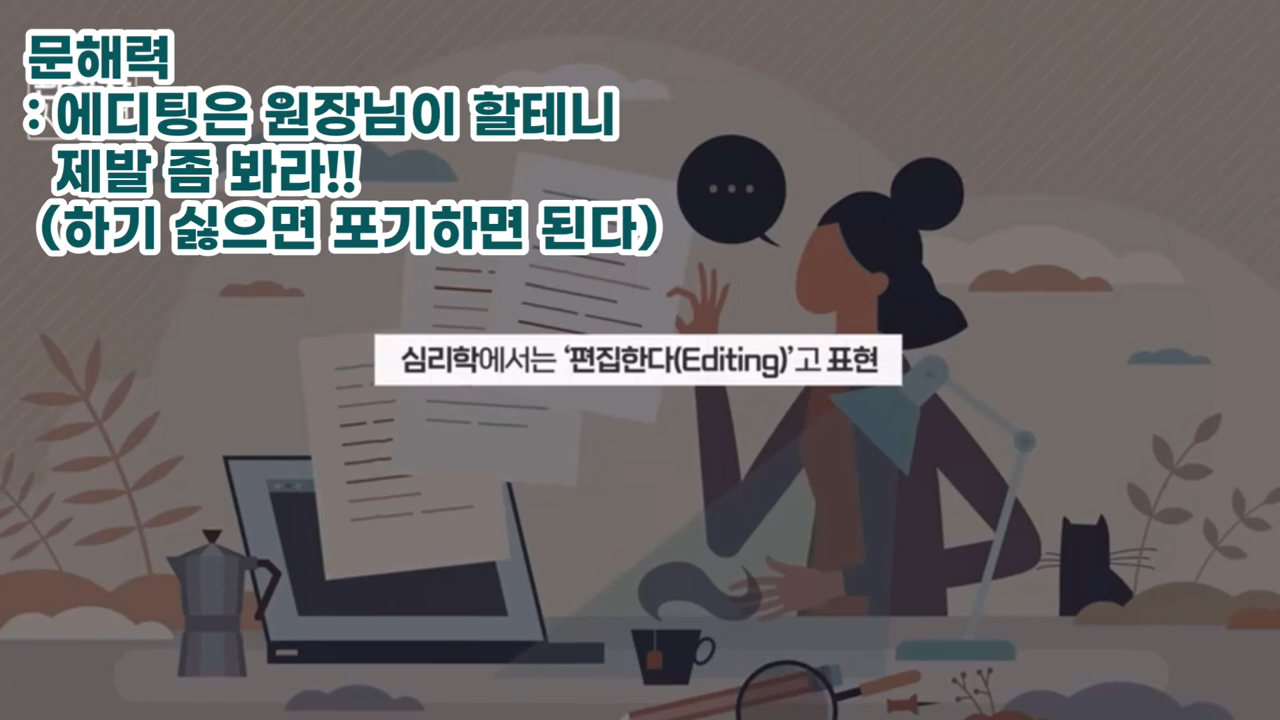 문해력
: 에디팅은 원장님이 할테니
제발 좀 봐라!!
(하기 싫으면 포기하면 된다)
심리학에서는 ‘편집한다(Editing)’고 표현